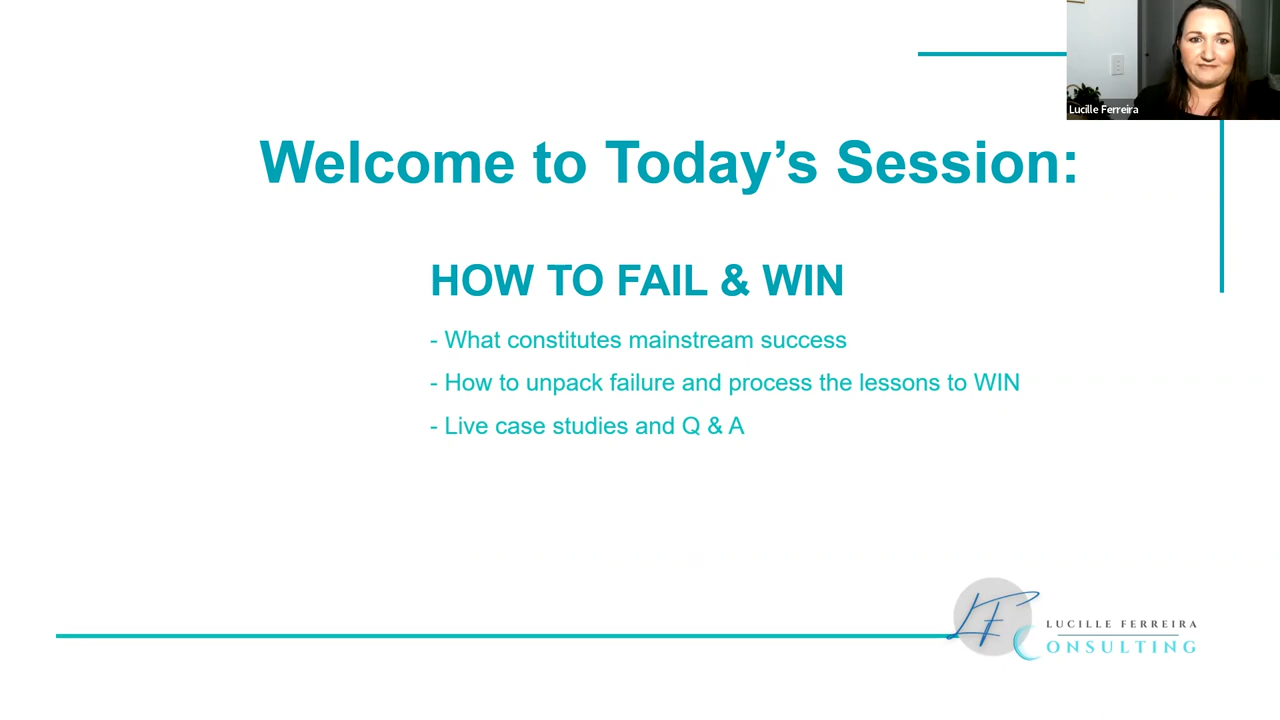 Lucille Ferreira
Welcome to Today’s Session:
HOW TO FAIL & WIN
- What constitutes mainstream success
- How to unpack failure and process the lessons to WIN
- Live case studies and Q & A
LF
LUCILLE FERREIRA
CONSULTING